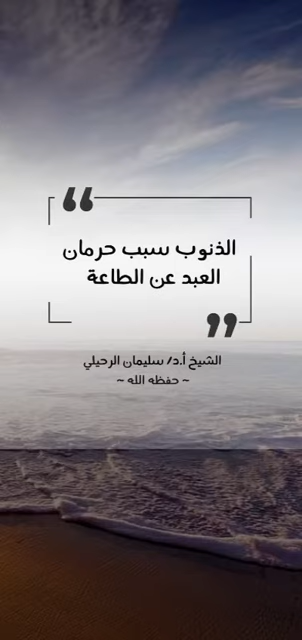 الذنوب سبب حرمان
العبد عن الطاعة
الشيخ أ.د/ سليمان الرحيلي
~ حفظه الله ~